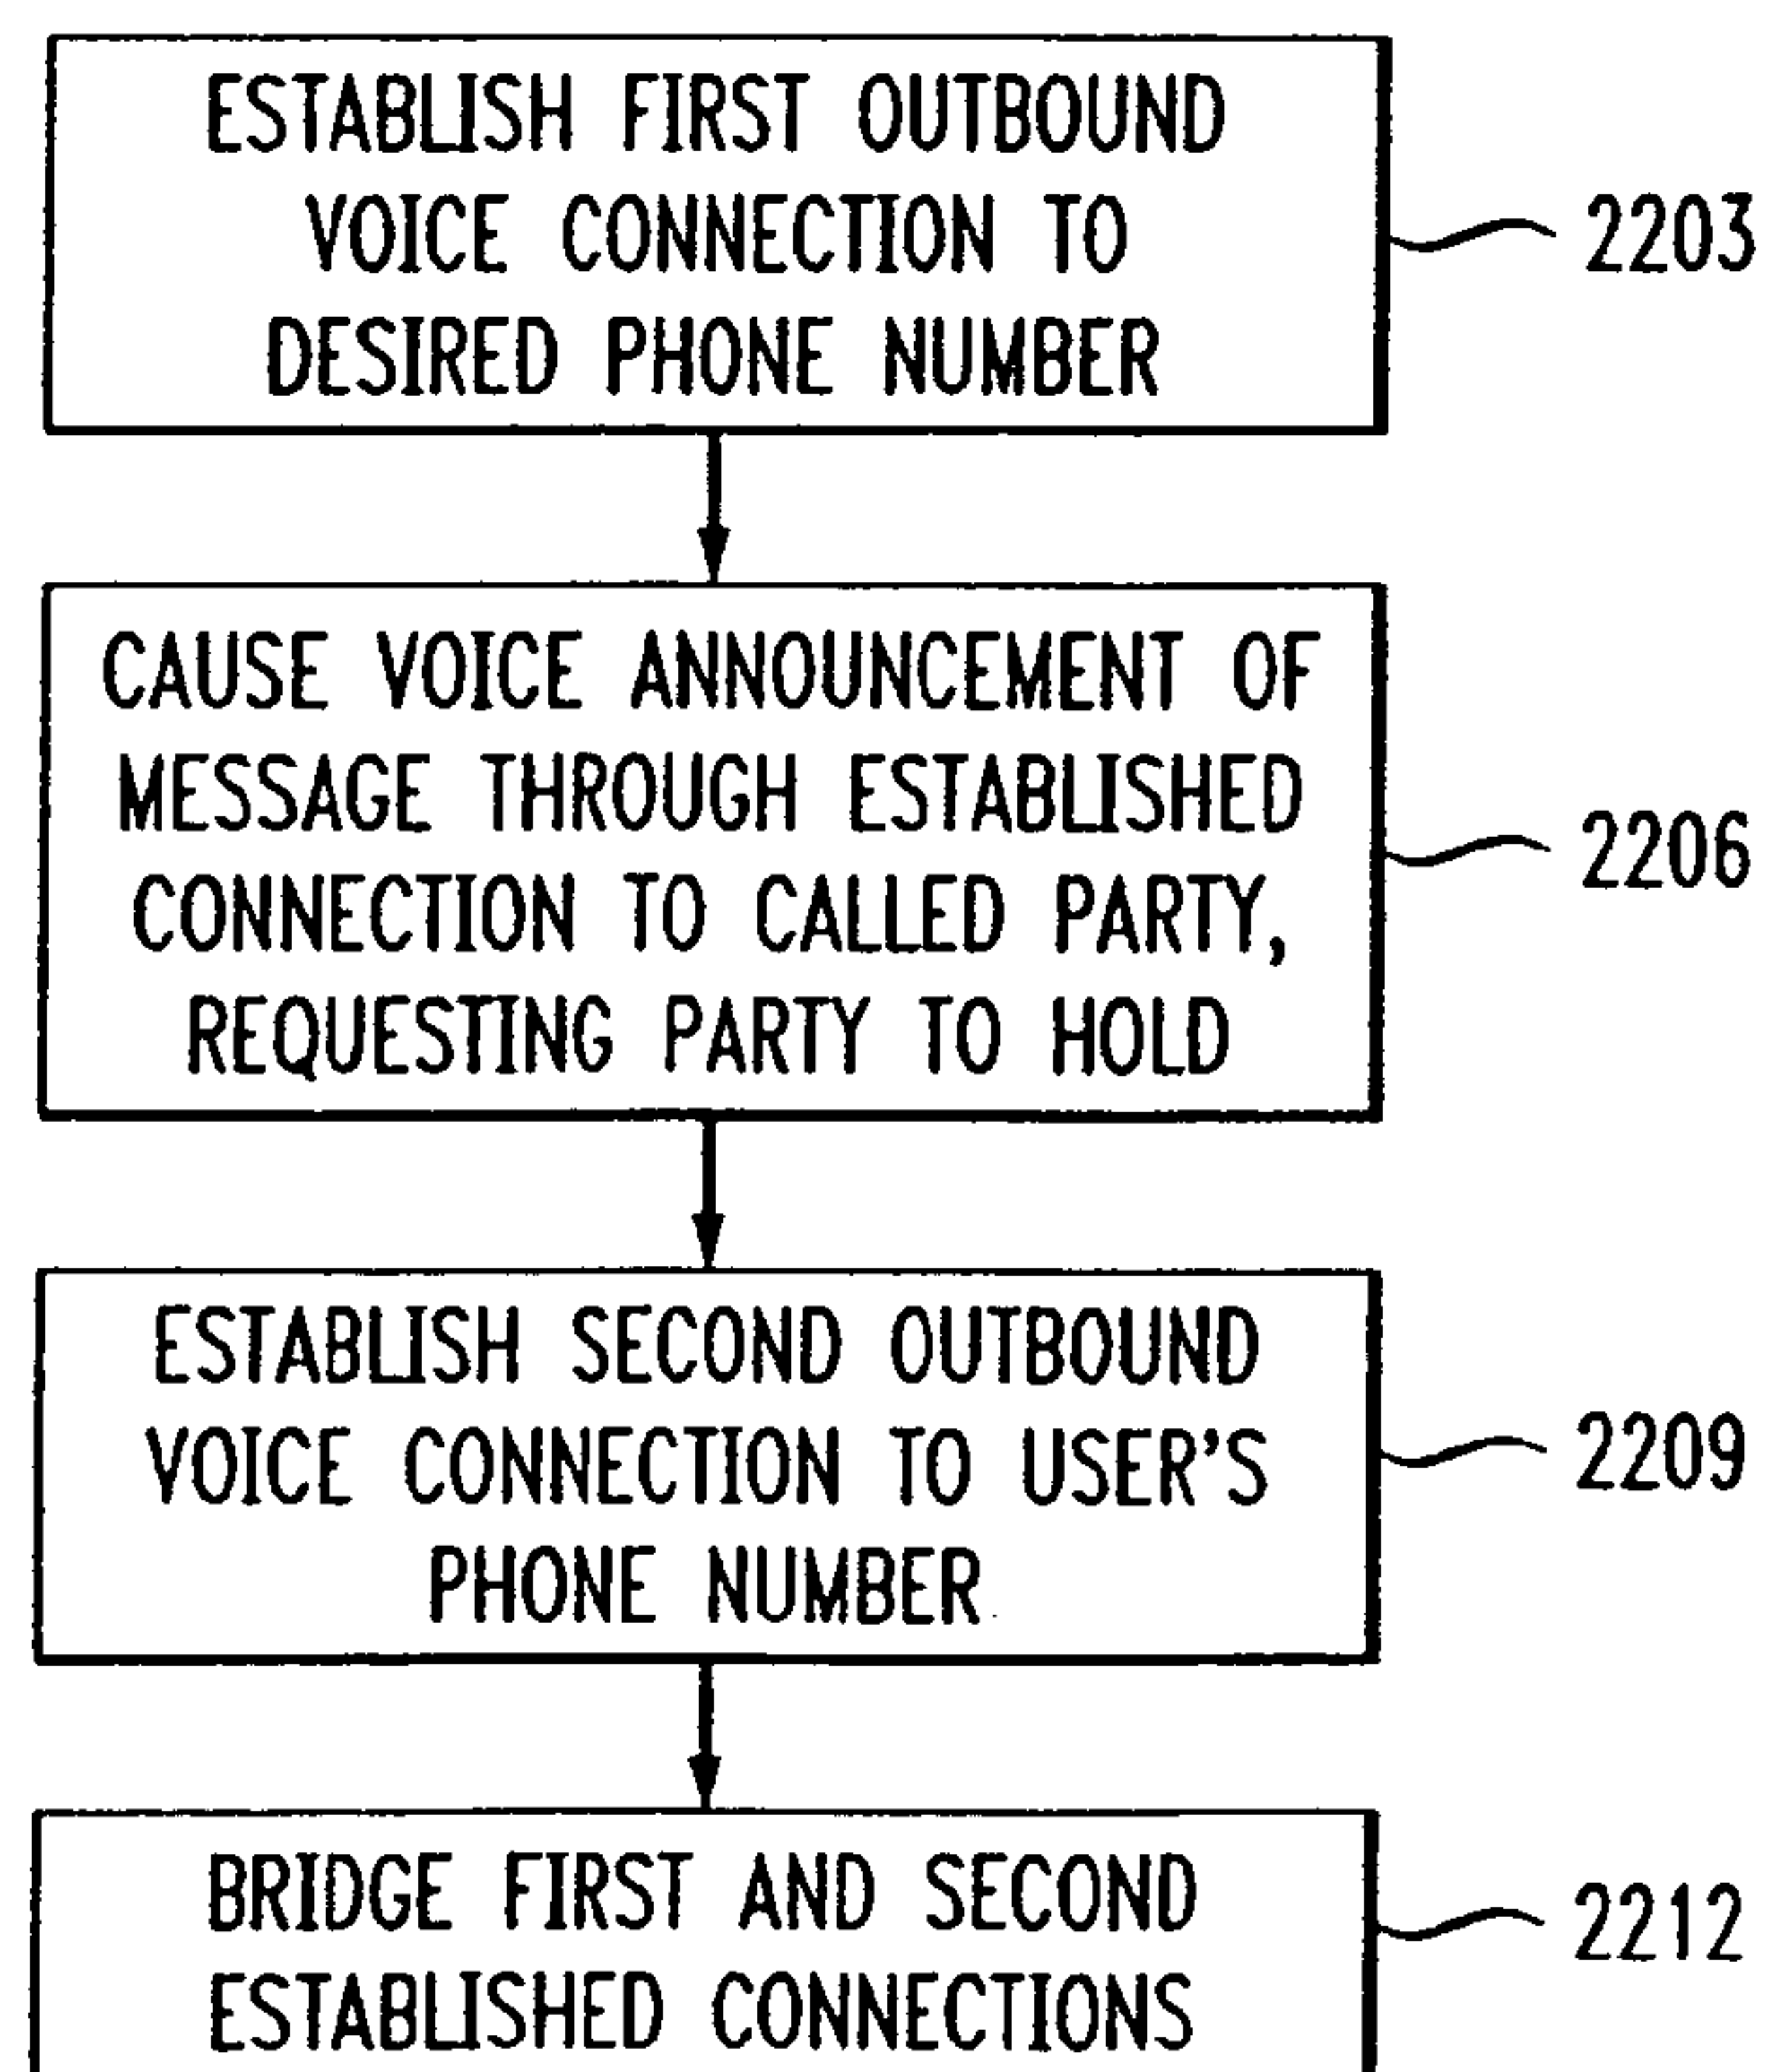 ESTABLISH FIRST OUTBOUND
VOICE CONNECTION TO
DESIRED PHONE NUMBER
2203
CAUSE VOICE ANNOUNCEMENT OF
MESSAGE THROUGH ESTABLISHED
CONNECTION TO CALLED PARTY,
REQUESTING PARTY TO HOLD
2206
ESTABLISH SECOND OUTBOUND
VOICE CONNECTION TO USER'S
PHONE NUMBER
2209
BRIDGE FIRST AND SECOND
ESTABLISHED CONNECTIONS
2212